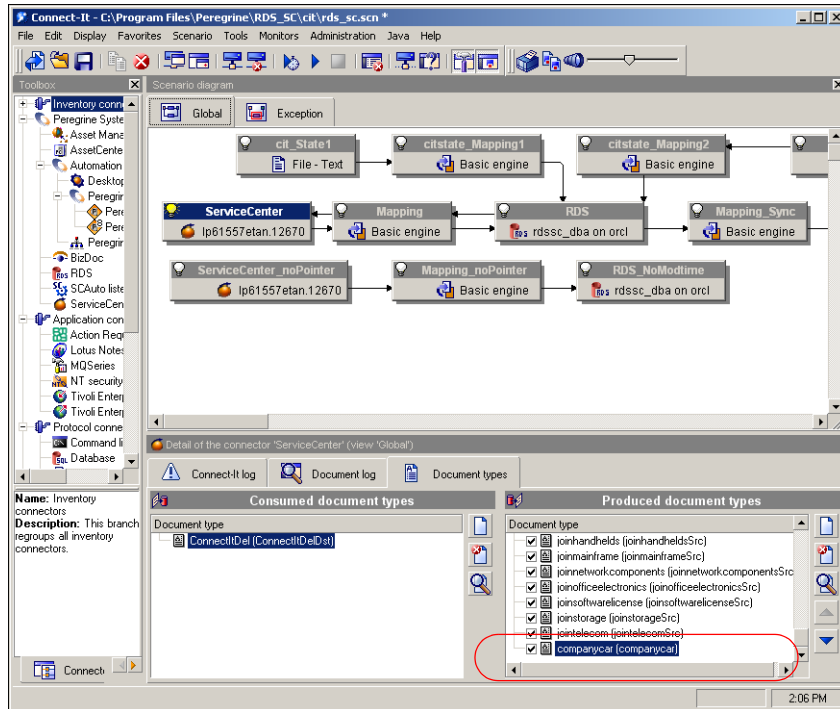 Connect-It - C:\Program Files\Peregrine\RDS_SC\cit\rds_sc.scn *
File Edit Display Favorites Scenario Tools Monitors Administration Java Help
Toolbox
Scenario diagram
Inventory conn
Peregrine Syste
Asset Mana
AssetCente
Automation
Desktop
Peregrin
Pere
Pere
Peregrin
BizDoc
RDS
SCAuto liste
ServiceCen
Application con
Action Req
Lotus Notes
MQSeries
NT security
Tivoli Enter
Tivoli Enter
Protocol conne
Command li
Database
Name: Inventory
connectors
Description: This branch
regroups all inventory
connectors.
Connect
Global
Exception
cit_State1
File - Text
citstate_Mapping1
Basic engine
citstate_Mapping2
Basic engine
ServiceCenter
lp61557etan.12670
Mapping
Basic engine
RDS
rdssc_dba on orcl
Mapping_Sync
Basic engine
ServiceCenter_noPointer
lp61557etan.12670
Mapping_noPointer
Basic engine
RDS_NoModtime
rdssc_dba on orcl
Detail of the connector 'ServiceCenter' (view 'Global')
Connect-It log
Document log
Document types
Consumed document types
Document type
ConnectItDel (ConnectItDelDst)
Produced document types
Document type
joinhandhelds (joinhandheldsSrc)
joinmainframe (joinmainframeSrc)
joinnetworkcomponents (joinnetworkcomponentsSrc
joinofficeelectronics (joinofficeelectronicsSrc)
joinsoftwarelicense (joinsoftwarelicenseSrc)
joinstorage (joinstorageSrc)
jointelecom (jointelecomSrc)
companycar (companycar)
2:06 PM